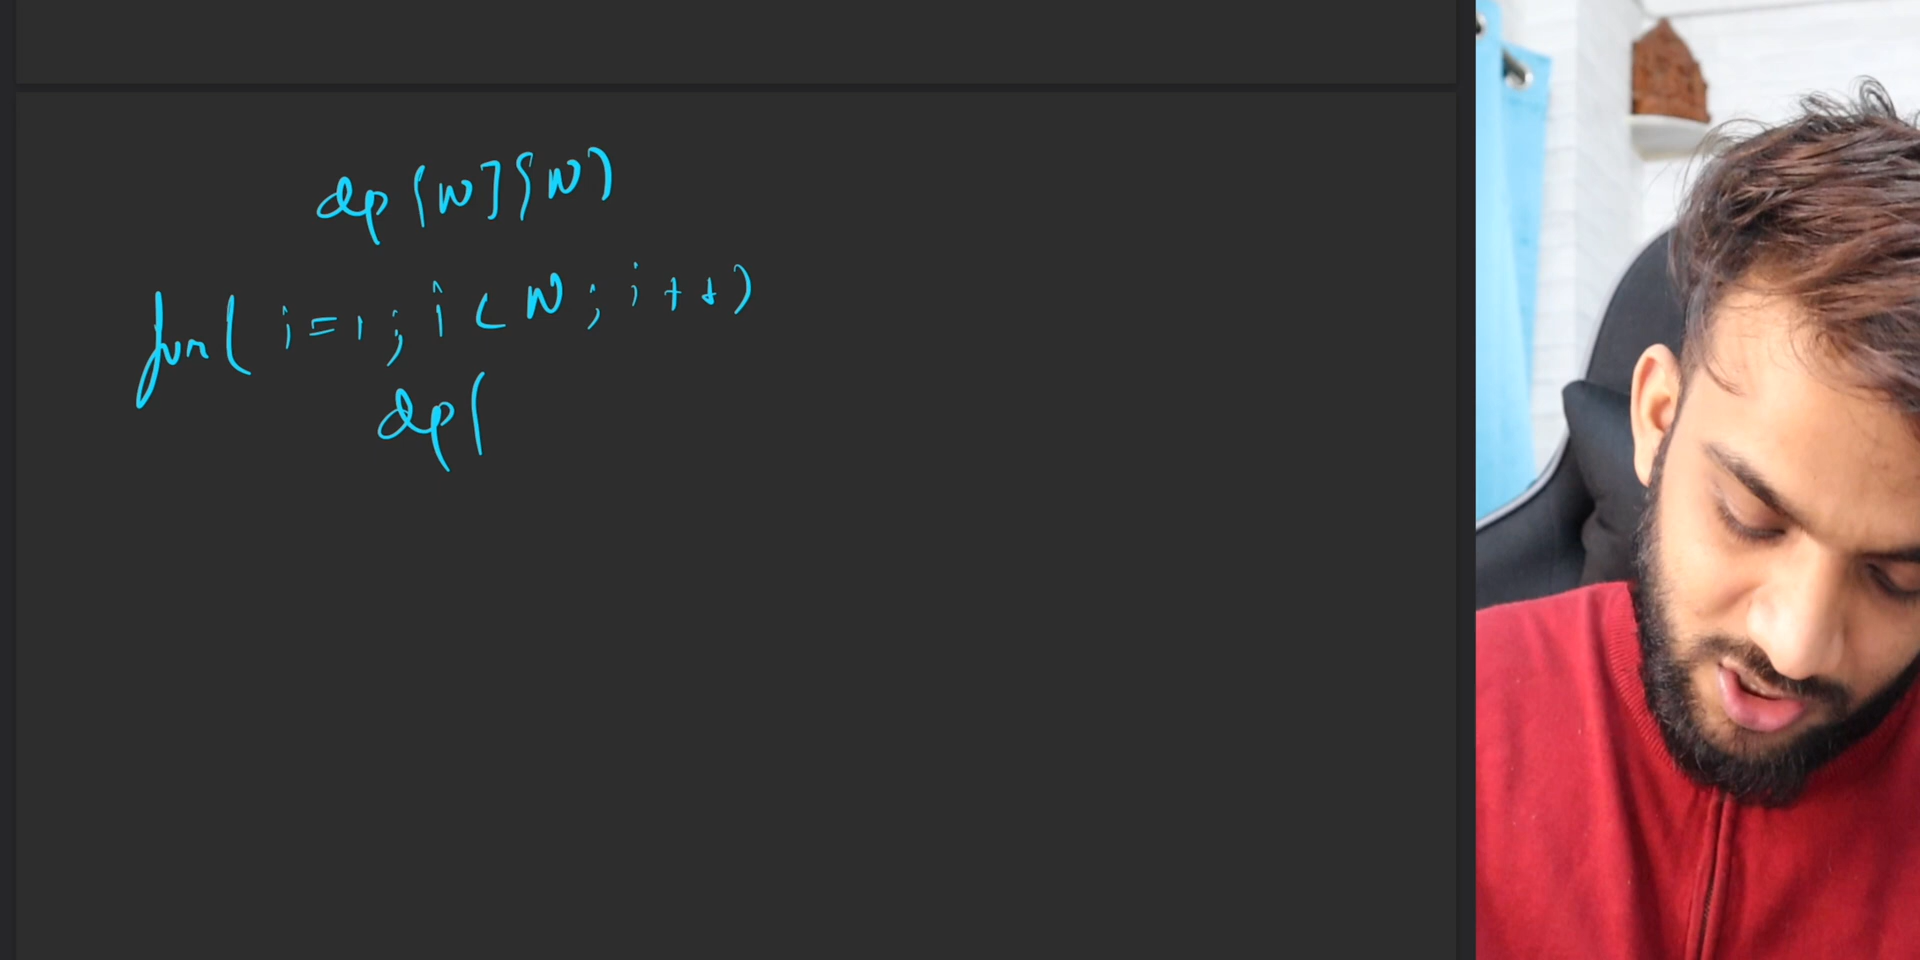 dp[N][N]
for( i=1; i<N; i++)
dp[